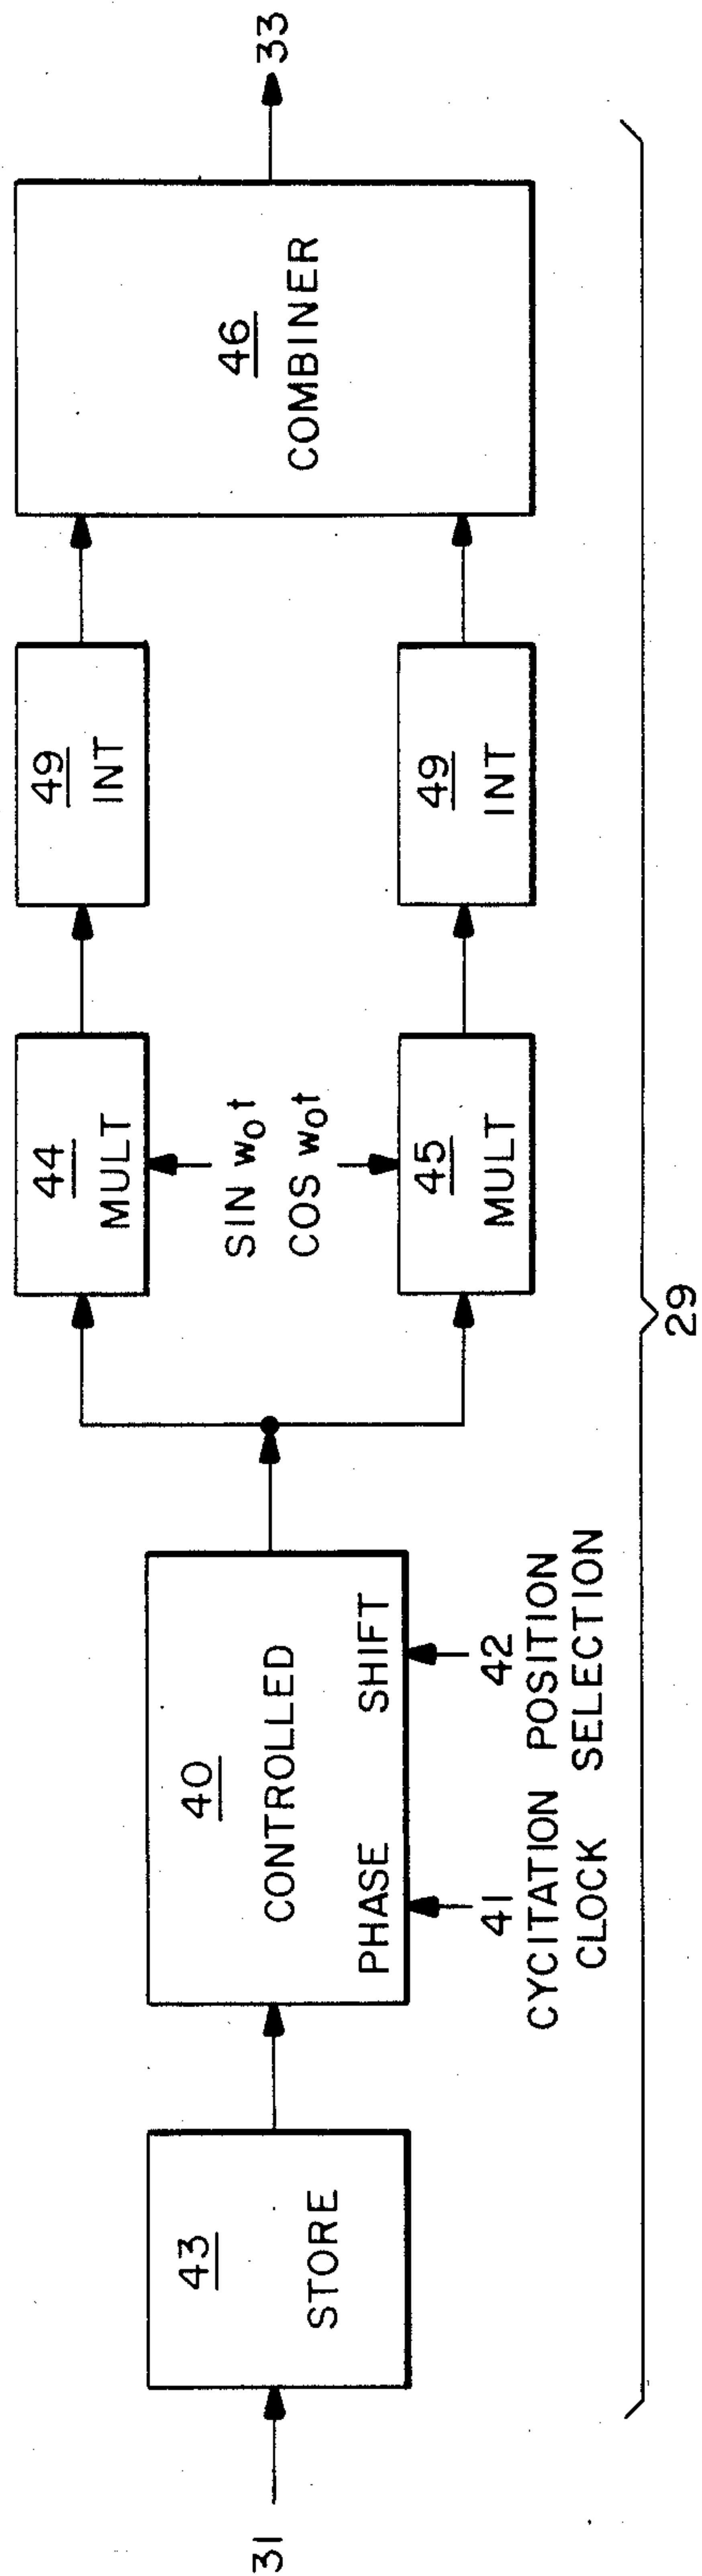 31
43
STORE
40
CONTROLLED
PHASE SHIFT
41 42
CYCITATION POSITION
CLOCK SELECTION
44
MULT
SIN w₀t
COS w₀t
45
MULT
49
INT
49
INT
46
COMBINER
33
29